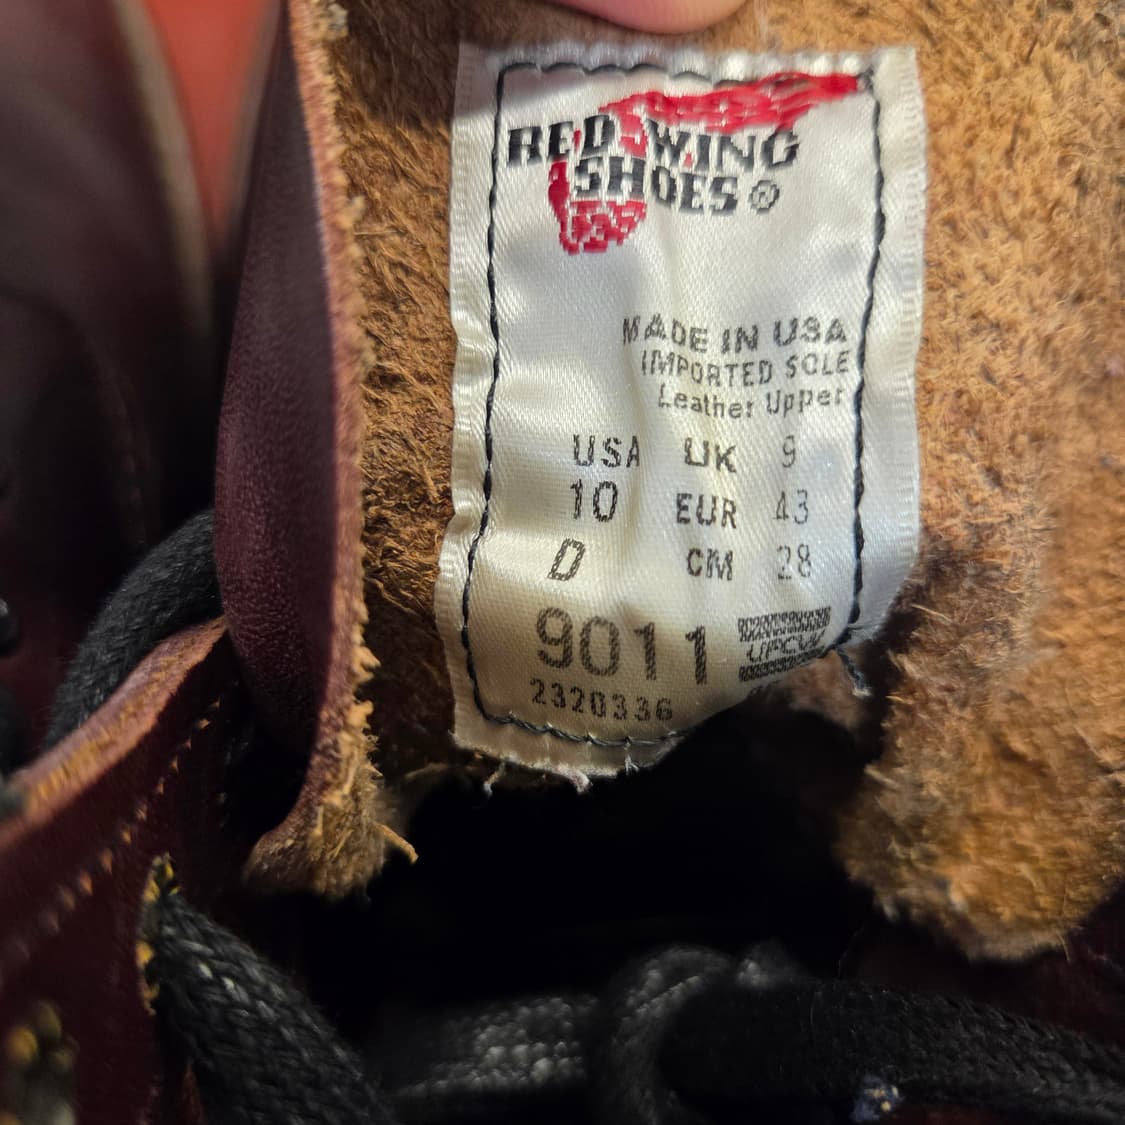 RED WING
SHOES®
MADE IN USA
IMPORTED SOLE
Leather Upper
USA UK 9
10 EUR 43
D CM 28
9011
2320336